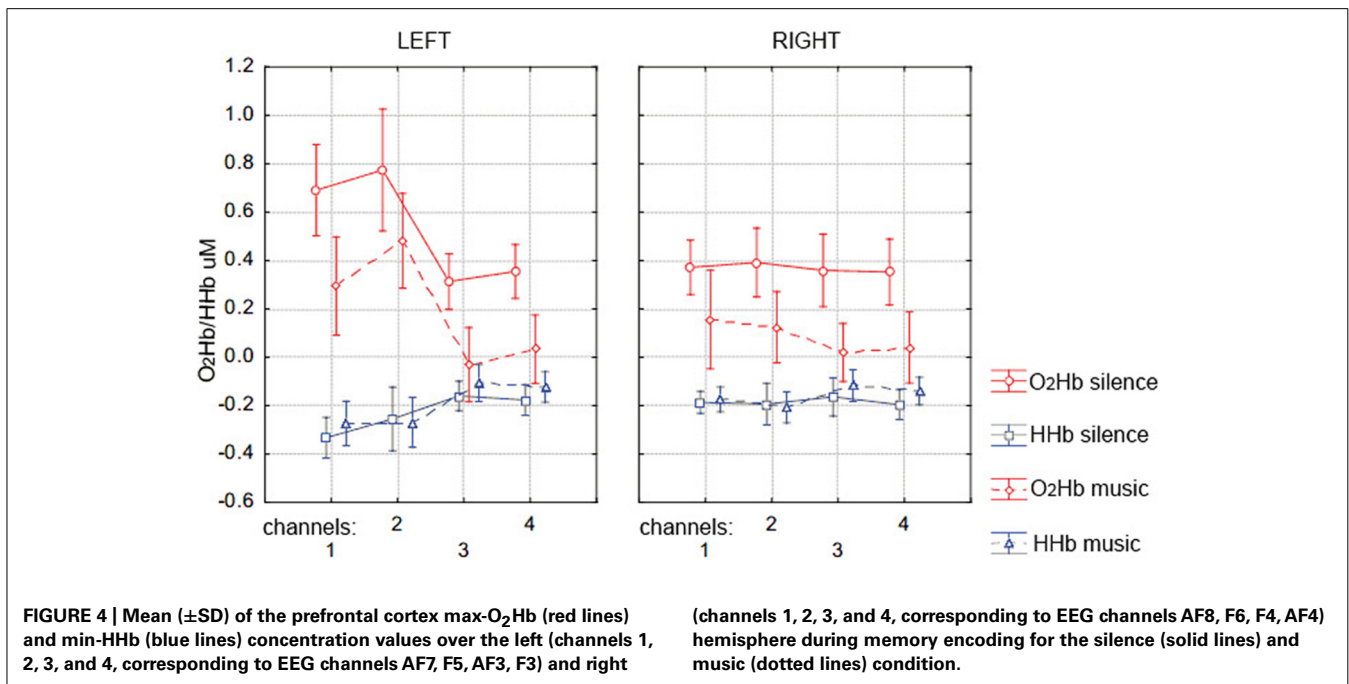 LEFT
RIGHT
O2Hb/HHb uM
1.2
1.0
0.8
0.6
0.4
0.2
0.0
-0.2
-0.4
-0.6
channels:
1
2
3
4
1
2
3
4
O2Hb silence
HHb silence
O2Hb music
HHb music
FIGURE 4 | Mean (±SD) of the prefrontal cortex max-O2Hb (red lines)
and min-HHb (blue lines) concentration values over the left (channels 1,
2, 3, and 4, corresponding to EEG channels AF7, F5, AF3, F3) and right
(channels 1, 2, 3, and 4, corresponding to EEG channels AF8, F6, F4, AF4)
hemisphere during memory encoding for the silence (solid lines) and
music (dotted lines) condition.